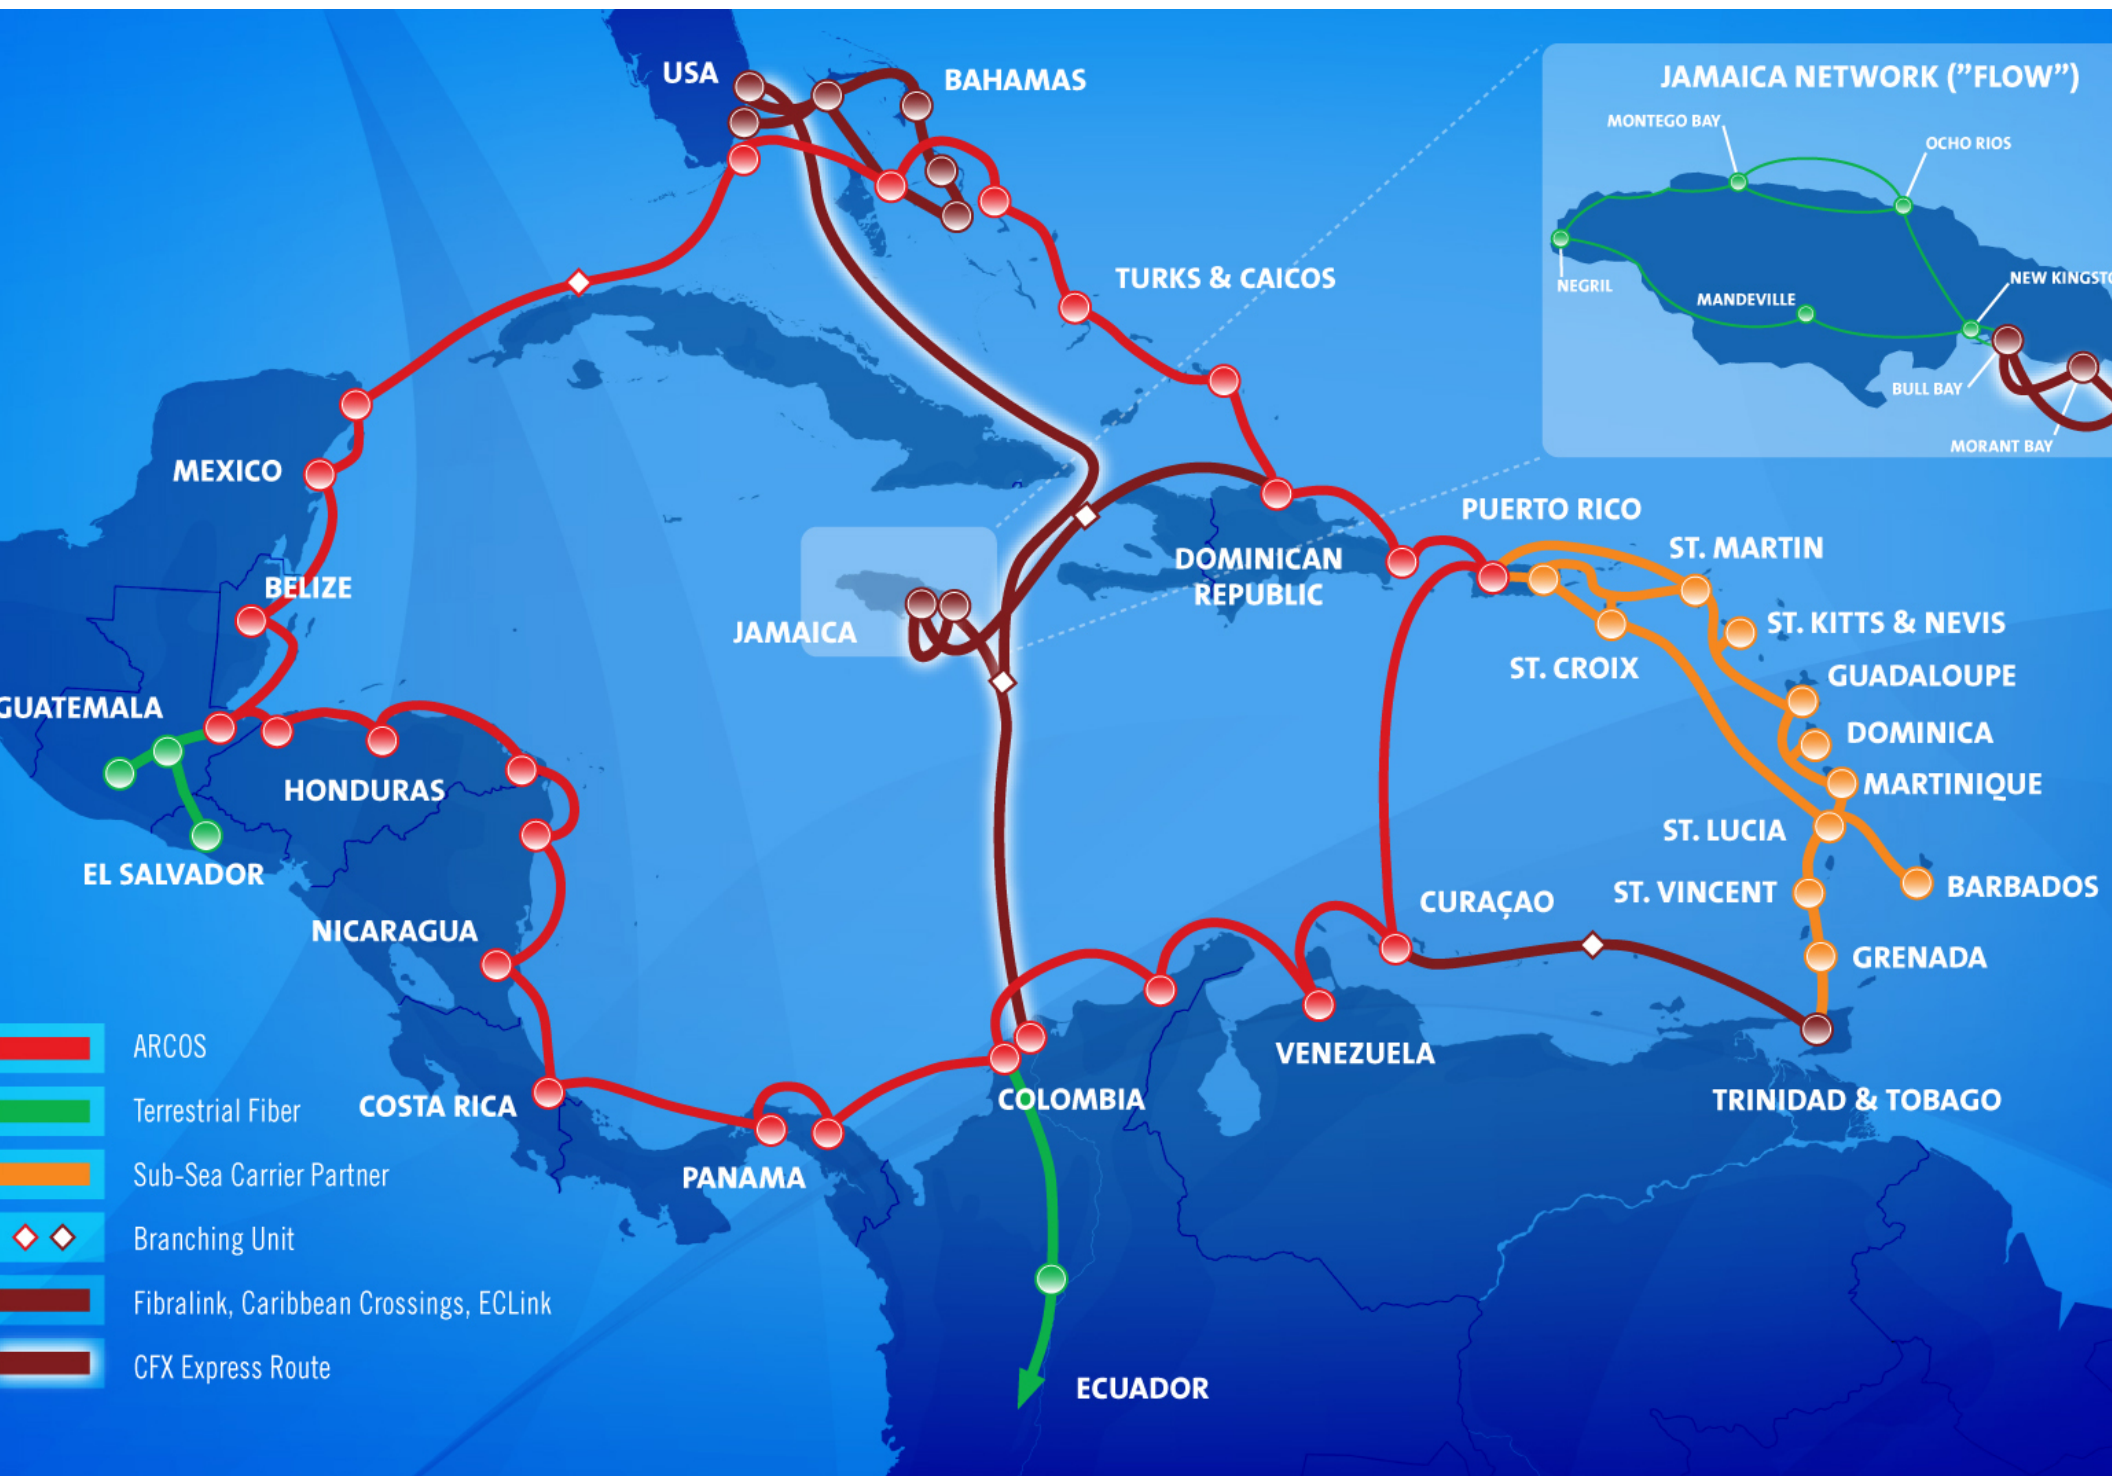 USA
BAHAMAS
JAMAICA NETWORK (”FLOW”)
MONTEGO BAY
OCHO RIOS
NEGRIL
MANDEVILLE
NEW KINGSTO
BULL BAY
MORANT BAY
TURKS & CAICOS
MEXICO
BELIZE
PUERTO RICO
DOMINICAN
REPUBLIC
ST. MARTIN
JAMAICA
ST. KITTS & NEVIS
ST. CROIX
GUADALOUPE
GUATEMALA
DOMINICA
HONDURAS
MARTINIQUE
ST. LUCIA
EL SALVADOR
BARBADOS
ST. VINCENT
CURAÇAO
NICARAGUA
GRENADA
VENEZUELA
COLOMBIA
TRINIDAD & TOBAGO
COSTA RICA
PANAMA
ECUADOR
ARCOS
Terrestrial Fiber
Sub-Sea Carrier Partner
Branching Unit
Fibralink, Caribbean Crossings, ECLink
CFX Express Route